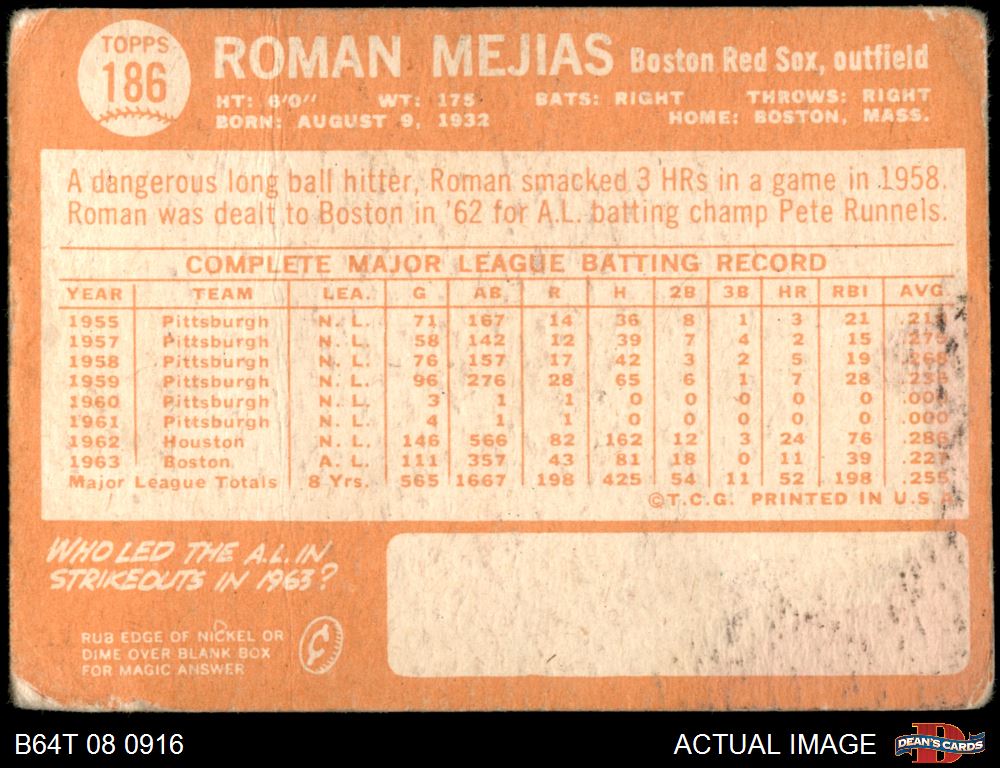 TOPPS
186
ROMAN MEJIAS Boston Red Sox, outfield
HT: 6'0" WT: 175 BATS: RIGHT THROWS: RIGHT
BORN: AUGUST 9, 1932 HOME: BOSTON, MASS.
A dangerous long ball hitter, Roman smacked 3 HRs in a game in 1958.
Roman was dealt to Boston in '62 for A.L. batting champ Pete Runnels.
COMPLETE MAJOR LEAGUE BATTING RECORD
YEAR TEAM LEA. G AB R H 2B 3B HR RBI AVG
1955 Pittsburgh N. L. 71 167 14 36 8 1 3 21
1957 Pittsburgh N. L. 58 142 12 39 7 4 2 15 .275
1958 Pittsburgh N. L. 76 157 17 42 3 2 5 19 .268
1959 Pittsburgh N. L. 96 276 28 65 6 1 7 28
1960 Pittsburgh N. L. 3 1 1 0 0 0 0 0 .000
1961 Pittsburgh N. L. 4 1 1 0 0 0 0 0 .000
1962 Houston N. L. 146 566 82 162 12 3 24 76 .286
1963 Boston A. L. 111 357 43 81 18 0 11 39 .227
Major League Totals 8 Yrs. 565 1667 198 425 54 11 52 198 .255
©T.C.G. PRINTED IN U.S.A.
WHO LED THE A.L. IN
STRIKEOUTS IN 1963?
RUB EDGE OF NICKEL OR
DIME OVER BLANK BOX
FOR MAGIC ANSWER
B64T 08 0916 ACTUAL IMAGE DEAN'S CARDS